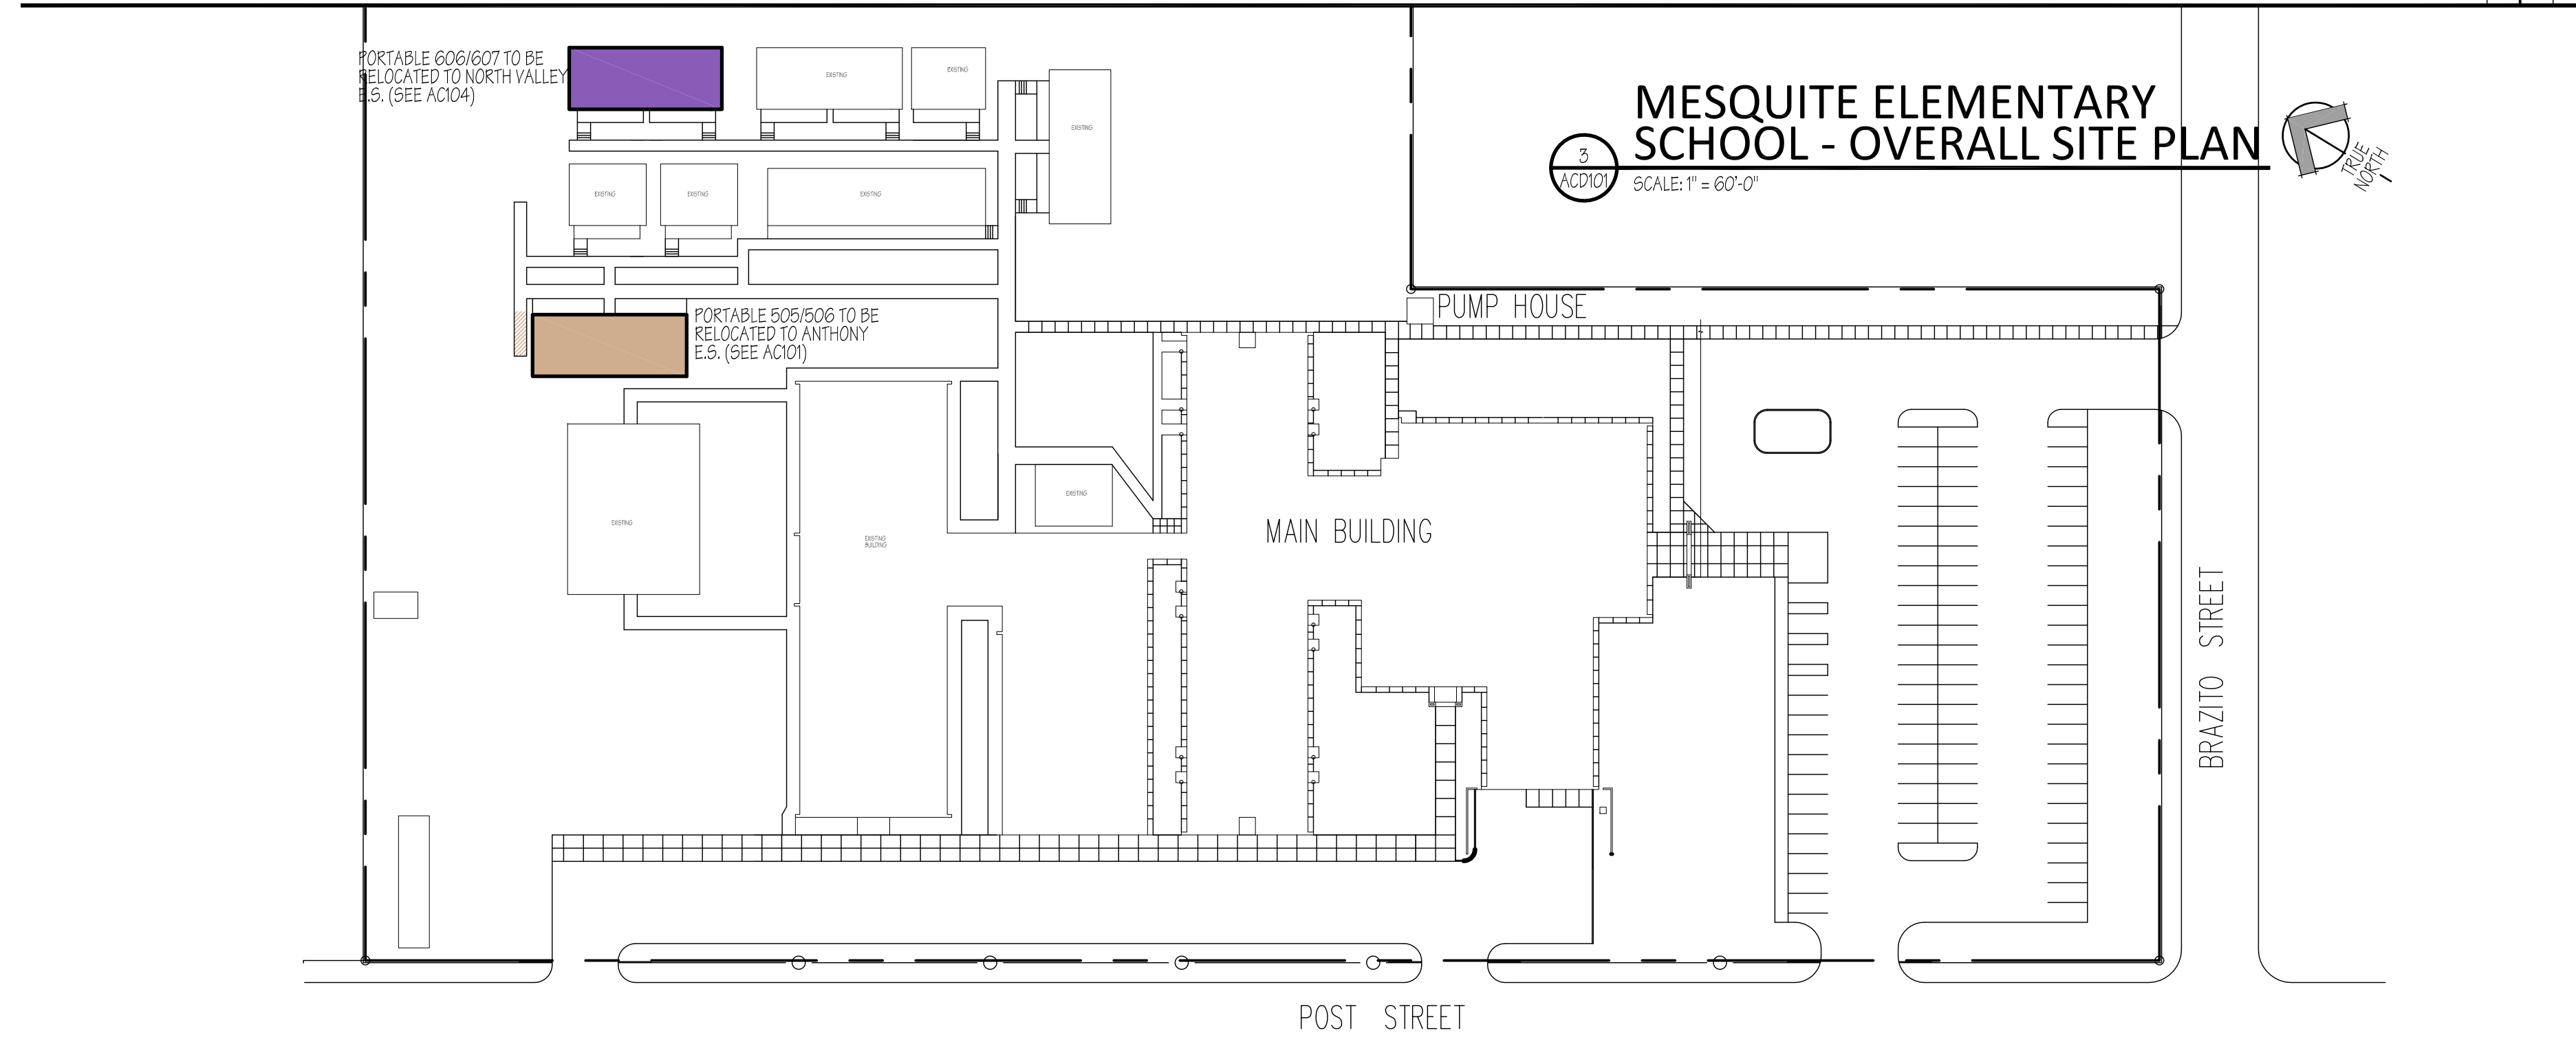 PORTABLE 606/607 TO BE
RELOCATED TO NORTH VALLEY
E.S. (SEE AC104)
EXISTING
EXISTING
EXISTING
MESQUITE ELEMENTARY
SCHOOL - OVERALL SITE PLAN
3
ACD101
SCALE: 1" = 60'-0"
TRUE
NORTH
EXISTING
EXISTING
EXISTING
PORTABLE 505/506 TO BE
RELOCATED TO ANTHONY
E.S. (SEE AC101)
PUMP HOUSE
EXISTING
EXISTING
EXISTING
BUILDING
MAIN BUILDING
BRAZITO STREET
POST STREET